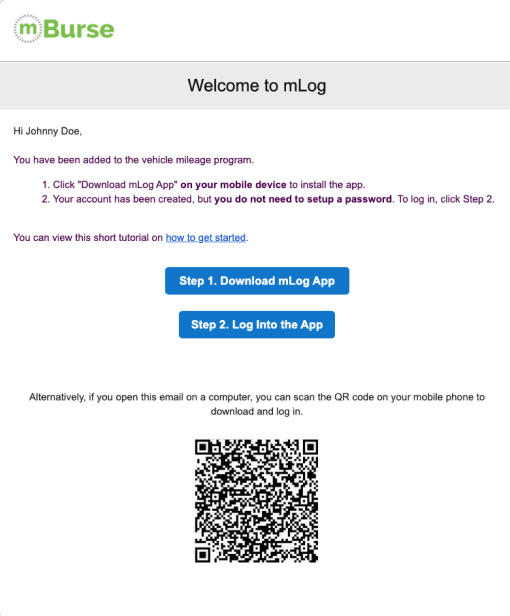 mBurse
Welcome to mLog
Hi Johnny Doe,
You have been added to the vehicle mileage program.
1. Click "Download mLog App" on your mobile device to install the app.
2. Your account has been created, but you do not need to setup a password. To log in, click Step 2.
You can view this short tutorial on how to get started.
Step 1. Download mLog App
Step 2. Log Into the App
Alternatively, if you open this email on a computer, you can scan the QR code on your mobile phone to
download and log in.